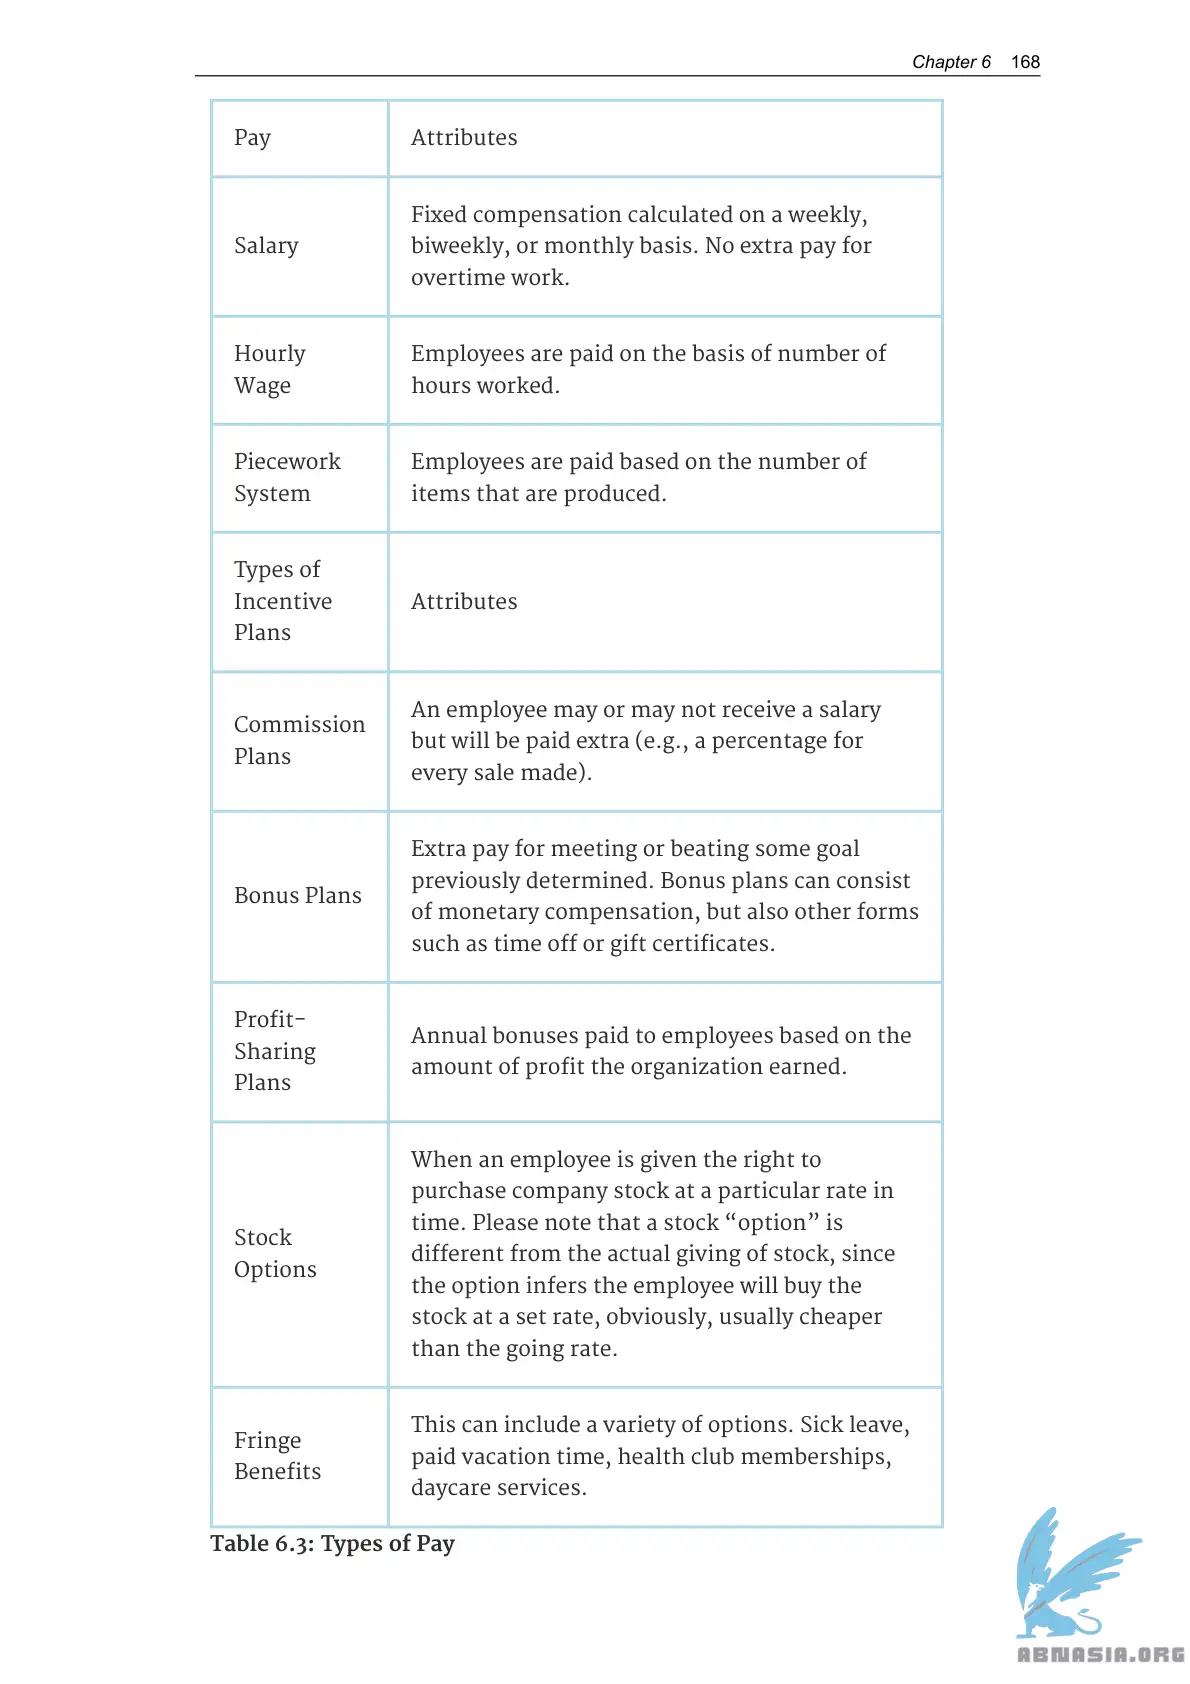 Chapter 6 168
Pay
Attributes
Salary
Fixed compensation calculated on a weekly,
biweekly, or monthly basis. No extra pay for
overtime work.
Hourly
Wage
Employees are paid on the basis of number of
hours worked.
Piecework
System
Employees are paid based on the number of
items that are produced.
Types of
Incentive
Plans
Attributes
Commission
Plans
An employee may or may not receive a salary
but will be paid extra (e.g., a percentage for
every sale made).
Bonus Plans
Extra pay for meeting or beating some goal
previously determined. Bonus plans can consist
of monetary compensation, but also other forms
such as time off or gift certificates.
Profit-
Sharing
Plans
Annual bonuses paid to employees based on the
amount of profit the organization earned.
Stock
Options
When an employee is given the right to
purchase company stock at a particular rate in
time. Please note that a stock “option” is
different from the actual giving of stock, since
the option infers the employee will buy the
stock at a set rate, obviously, usually cheaper
than the going rate.
Fringe
Benefits
This can include a variety of options. Sick leave,
paid vacation time, health club memberships,
daycare services.
Table 6.3: Types of Pay
ABNASIA.ORG